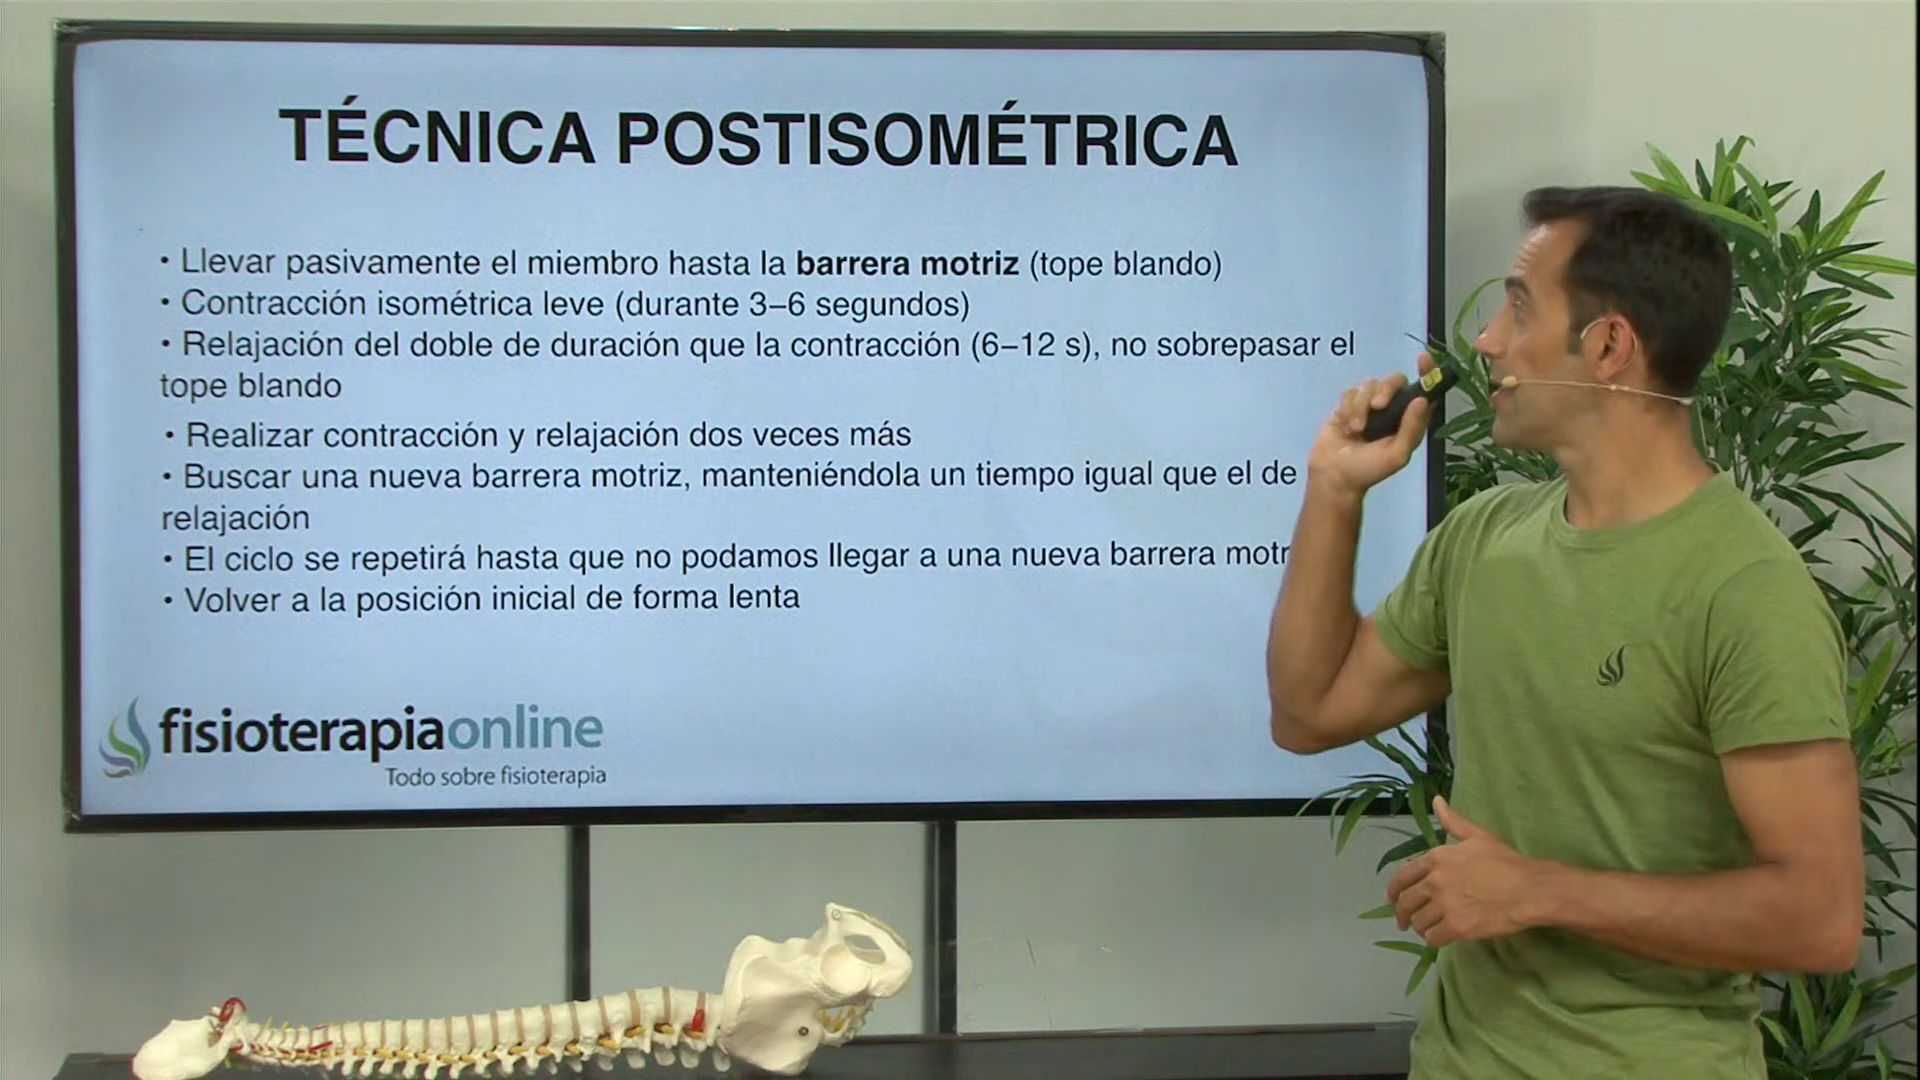 TÉCNICA POSTISOMÉTRICA
• Llevar pasivamente el miembro hasta la barrera motriz (tope blando)
• Contracción isométrica leve (durante 3–6 segundos)
• Relajación del doble de duración que la contracción (6–12 s), no sobrepasar el
tope blando
• Realizar contracción y relajación dos veces más
• Buscar una nueva barrera motriz, manteniéndola un tiempo igual que el de
relajación
• El ciclo se repetirá hasta que no podamos llegar a una nueva barrera
• Volver a la posición inicial de forma lenta
fisioterapiaonline
Todo sobre fisioterapia